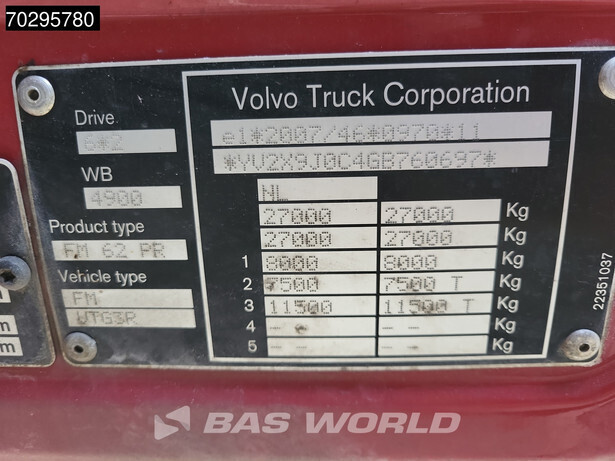 70295780
Volvo Truck Corporation
Drive
6*2
WB
4900
Product type
FM 62 PR
Vehicle type
FM
VTG3R
e1*2007/46*0970*11
*YV2X9J0C4GB760697*
NL
27000 27000 Kg
27000 27000 Kg
1 8000 8000 Kg
2 7500 7500 T Kg
3 11500 11500 T Kg
4 -- -- Kg
5 -- -- Kg
22351037
m
m
BAS WORLD